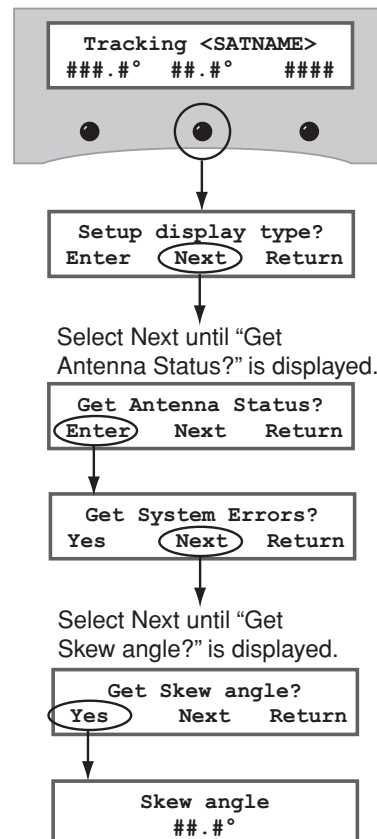 Tracking <SATNAME>
###.#° ##.#° ####
Setup display type?
Enter Next Return
Select Next until “Get
Antenna Status?” is displayed.
Get Antenna Status?
Enter Next Return
Get System Errors?
Yes Next Return
Select Next until “Get
Skew angle?” is displayed.
Get Skew angle?
Yes Next Return
Skew angle
##.#°